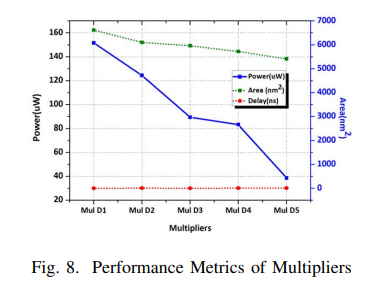 160
140
120
100
80
60
40
20
Power(uW)
7000
6000
5000
4000
3000
2000
1000
0
Area(nm2)
Power(uW)
Area (nm2)
Delay(ns)
Mul D1 Mul D2 Mul D3 Mul D4 Mul D5
Multipliers
Fig. 8. Performance Metrics of Multipliers